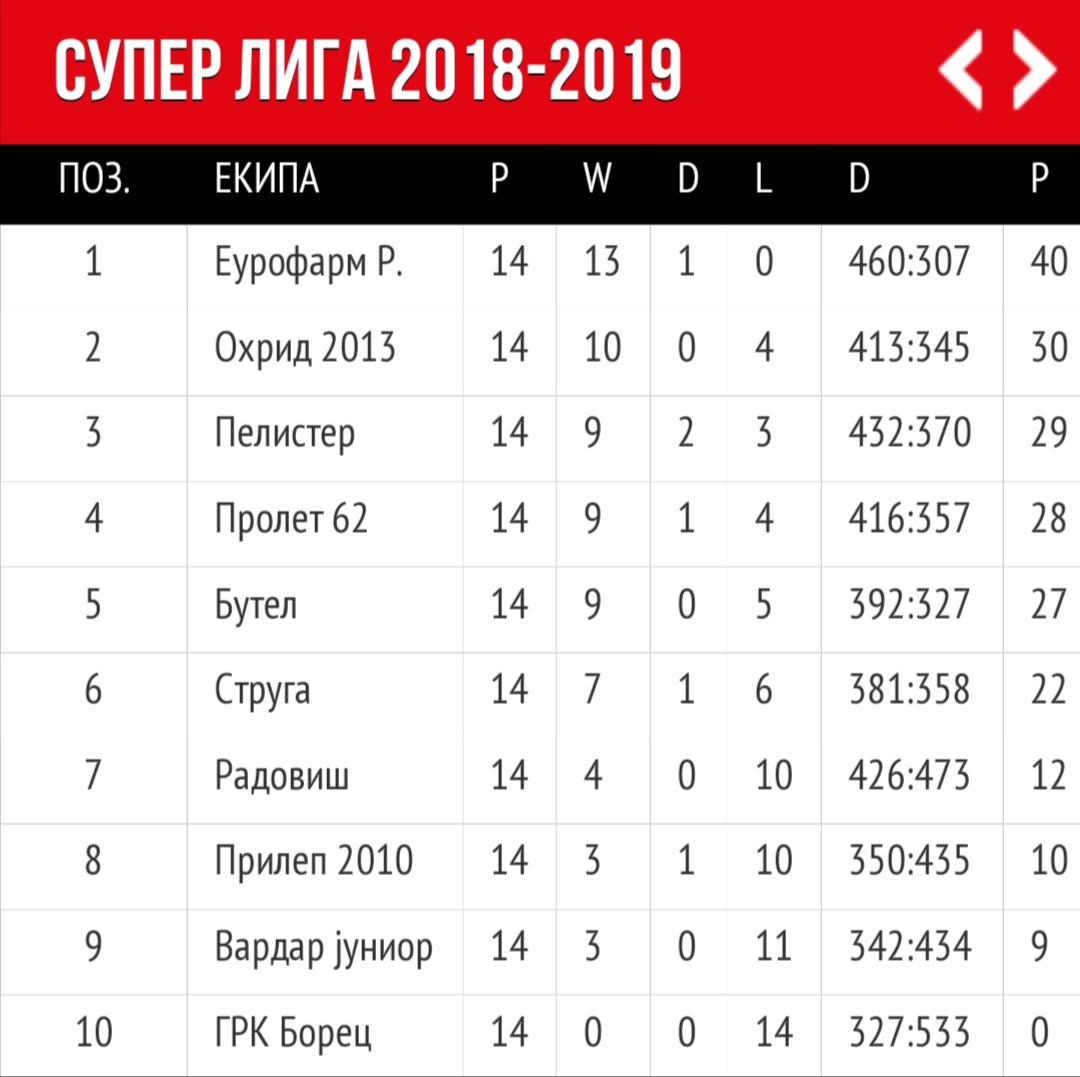 СУПЕР ЛИГА 2018-2019
ПОЗ. ЕКИПА P W D L D P
1 Еурофарм Р. 14 13 1 0 460:307 40
2 Охрид 2013 14 10 0 4 413:345 30
3 Пелистер 14 9 2 3 432:370 29
4 Пролет 62 14 9 1 4 416:357 28
5 Бутел 14 9 0 5 392:327 27
6 Струга 14 7 1 6 381:358 22
7 Радовиш 14 4 0 10 426:473 12
8 Прилеп 2010 14 3 1 10 350:435 10
9 Вардар јуниор 14 3 0 11 342:434 9
10 ГРК Борец 14 0 0 14 327:533 0